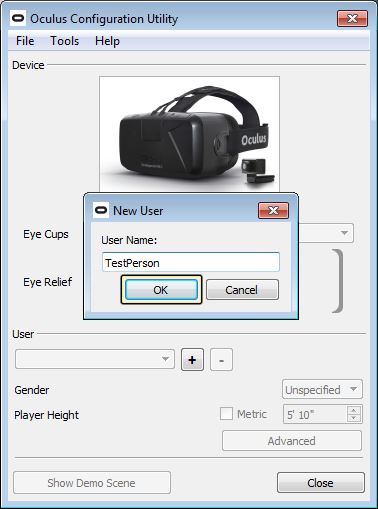 Oculus Configuration Utility
File Tools Help
Device
Oculus
New User
User Name:
TestPerson
OK Cancel
Eye Cups
Eye Relief
User
+ -
Gender Unspecified
Player Height Metric 5' 10"
Advanced
Show Demo Scene Close